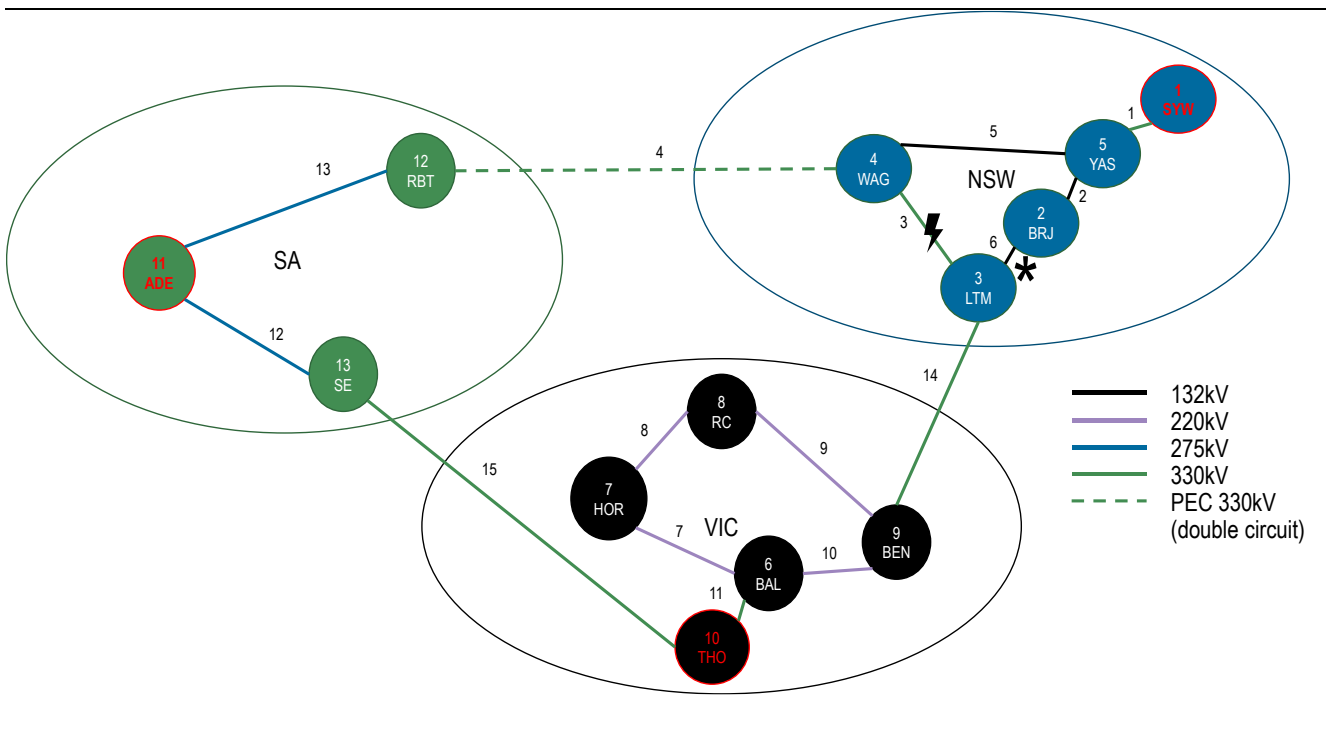 1
SYW
1
5
YAS
5
4
WAG
NSW
2
2
BRJ
3
6
3
LTM
*
4
12
RBT
13
11
ADE
SA
12
13
SE
15
14
8
RC
8
9
7
HOR
VIC
7
6
BAL
10
9
BEN
11
10
THO
132kV
220kV
275kV
330kV
PEC 330kV
(double circuit)